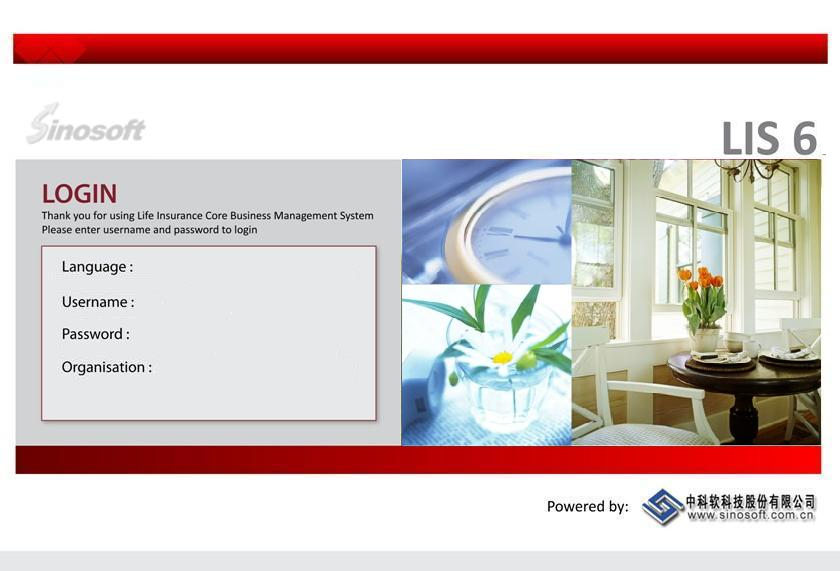 Sinosoft
LIS 6
LOGIN
Thank you for using Life Insurance Core Business Management System
Please enter username and password to login
Language :
Username :
Password :
Organisation :
Powered by:
中科软科技股份有限公司
www.sinosoft.com.cn